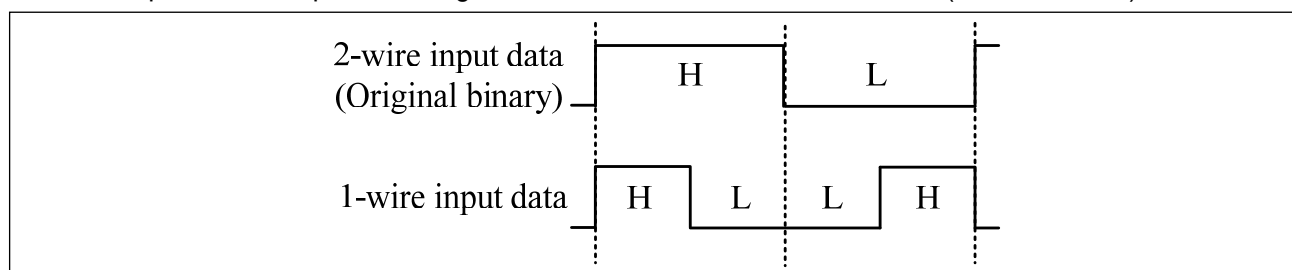 2-wire input data
(Original binary)
H
L
1-wire input data
H
L
L
H